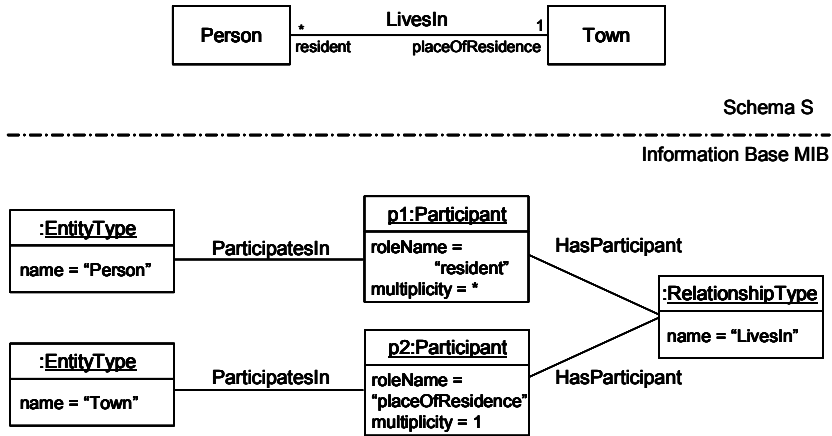 LivesIn
Person
*
1
Town
resident
placeOfResidence
Schema S
Information Base MIB
:EntityType
name = “Person”
ParticipatesIn
p1:Participant
roleName =
“resident”
multiplicity = *
HasParticipant
:RelationshipType
name = “LivesIn”
:EntityType
name = “Town”
ParticipatesIn
p2:Participant
roleName =
“placeOfResidence”
multiplicity = 1
HasParticipant